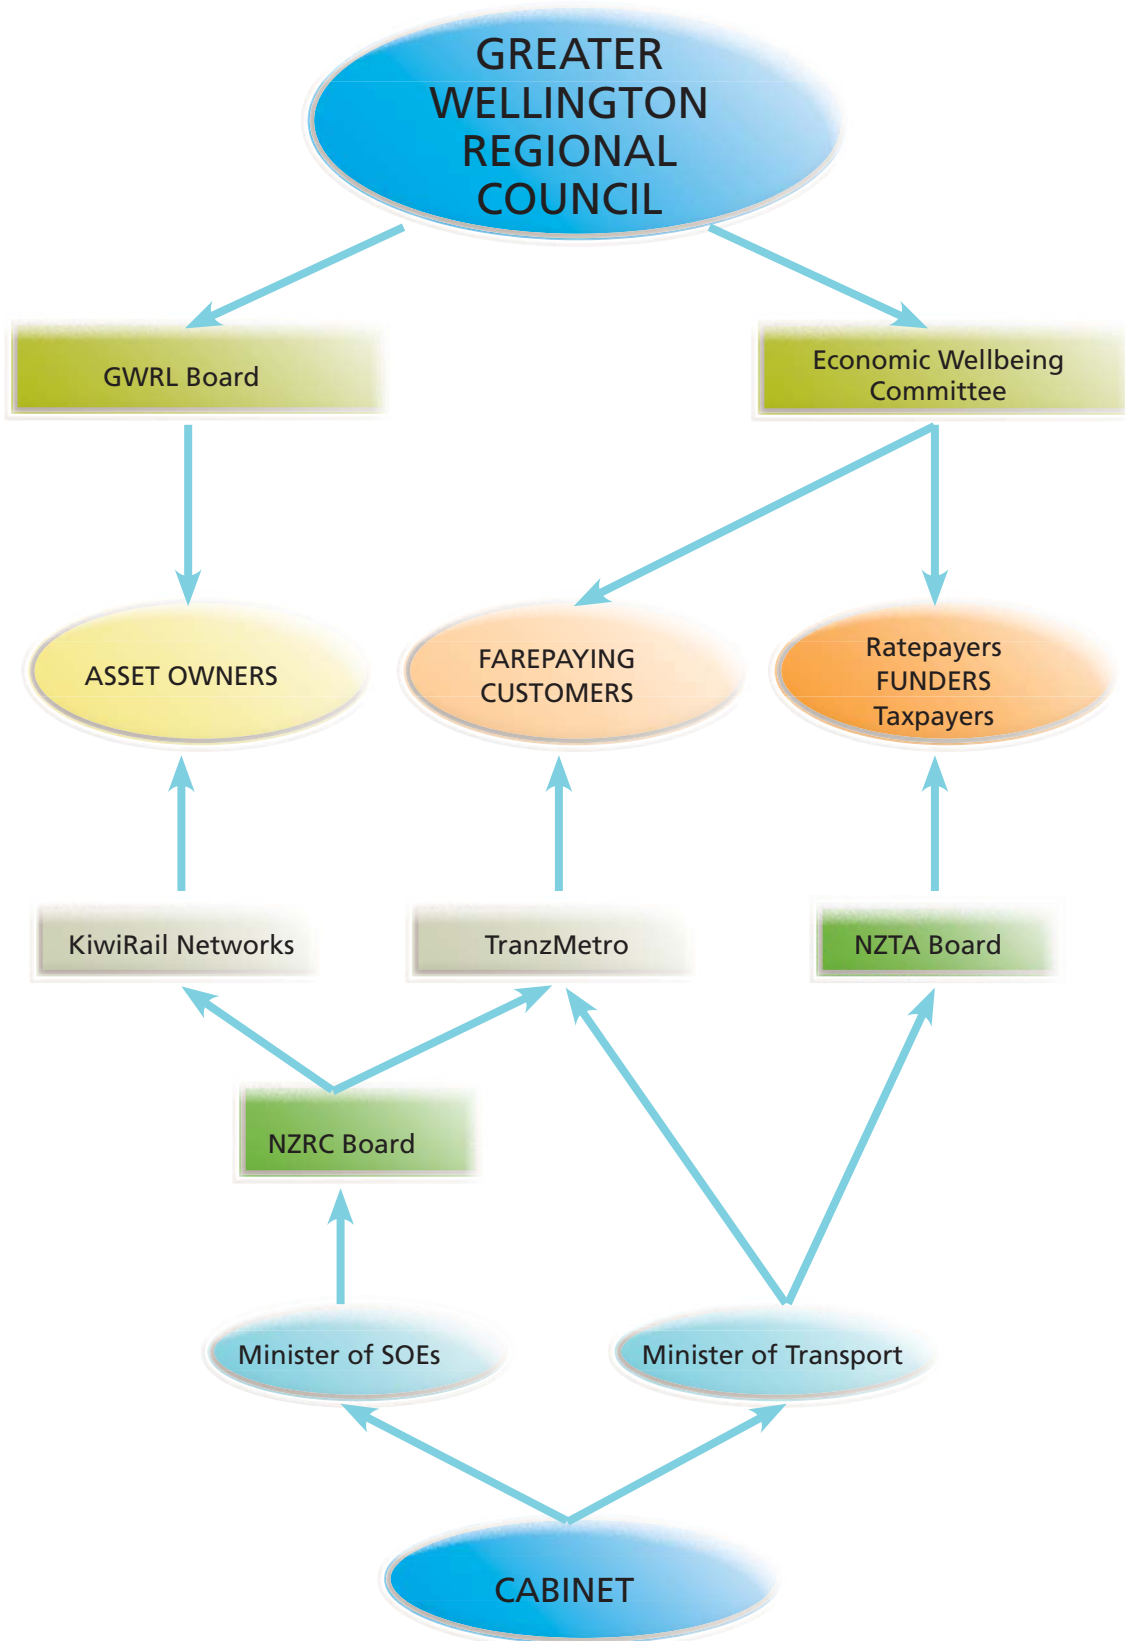 GREATER
WELLINGTON
REGIONAL
COUNCIL
GWRL Board
Economic Wellbeing
Committee
ASSET OWNERS
FAREPAYING
CUSTOMERS
Ratepayers
FUNDERS
Taxpayers
KiwiRail Networks
TranzMetro
NZTA Board
NZRC Board
Minister of SOEs
Minister of Transport
CABINET